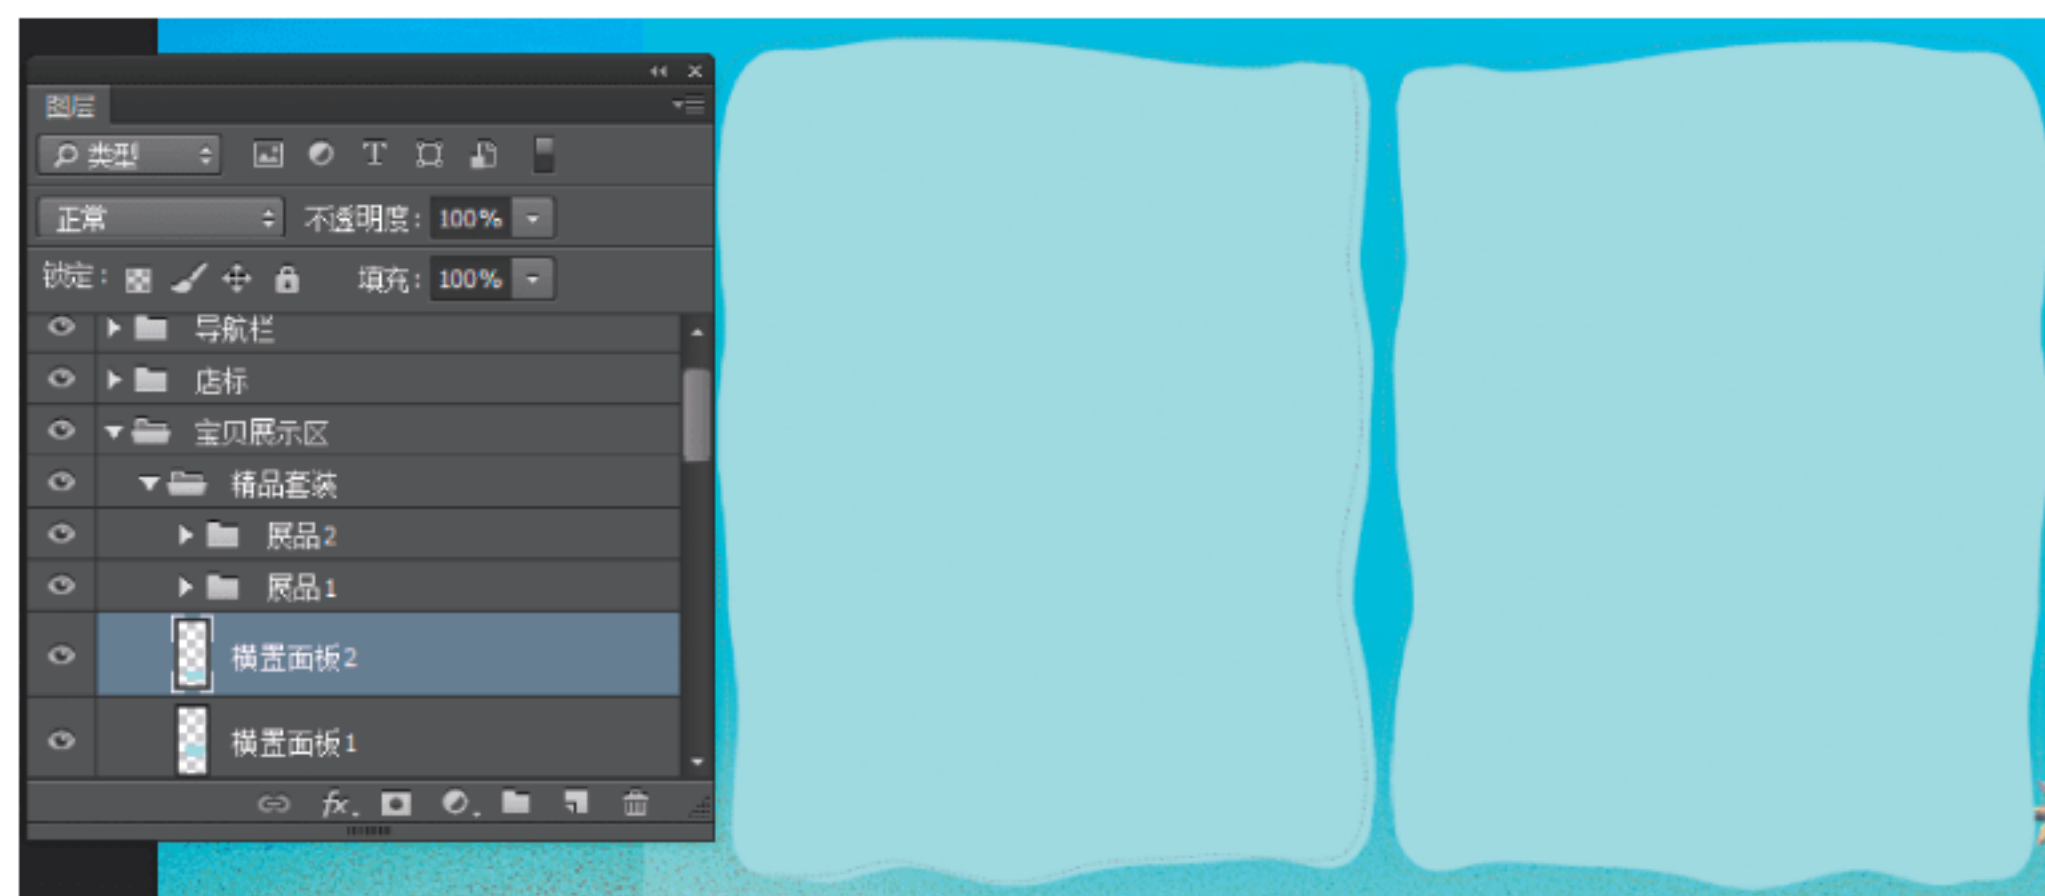 图层
类型
正常 不透明度: 100%
锁定: 填充: 100%
导航栏
店标
宝贝展示区
精品套装
展品2
展品1
横置面板2
横置面板1
fx.